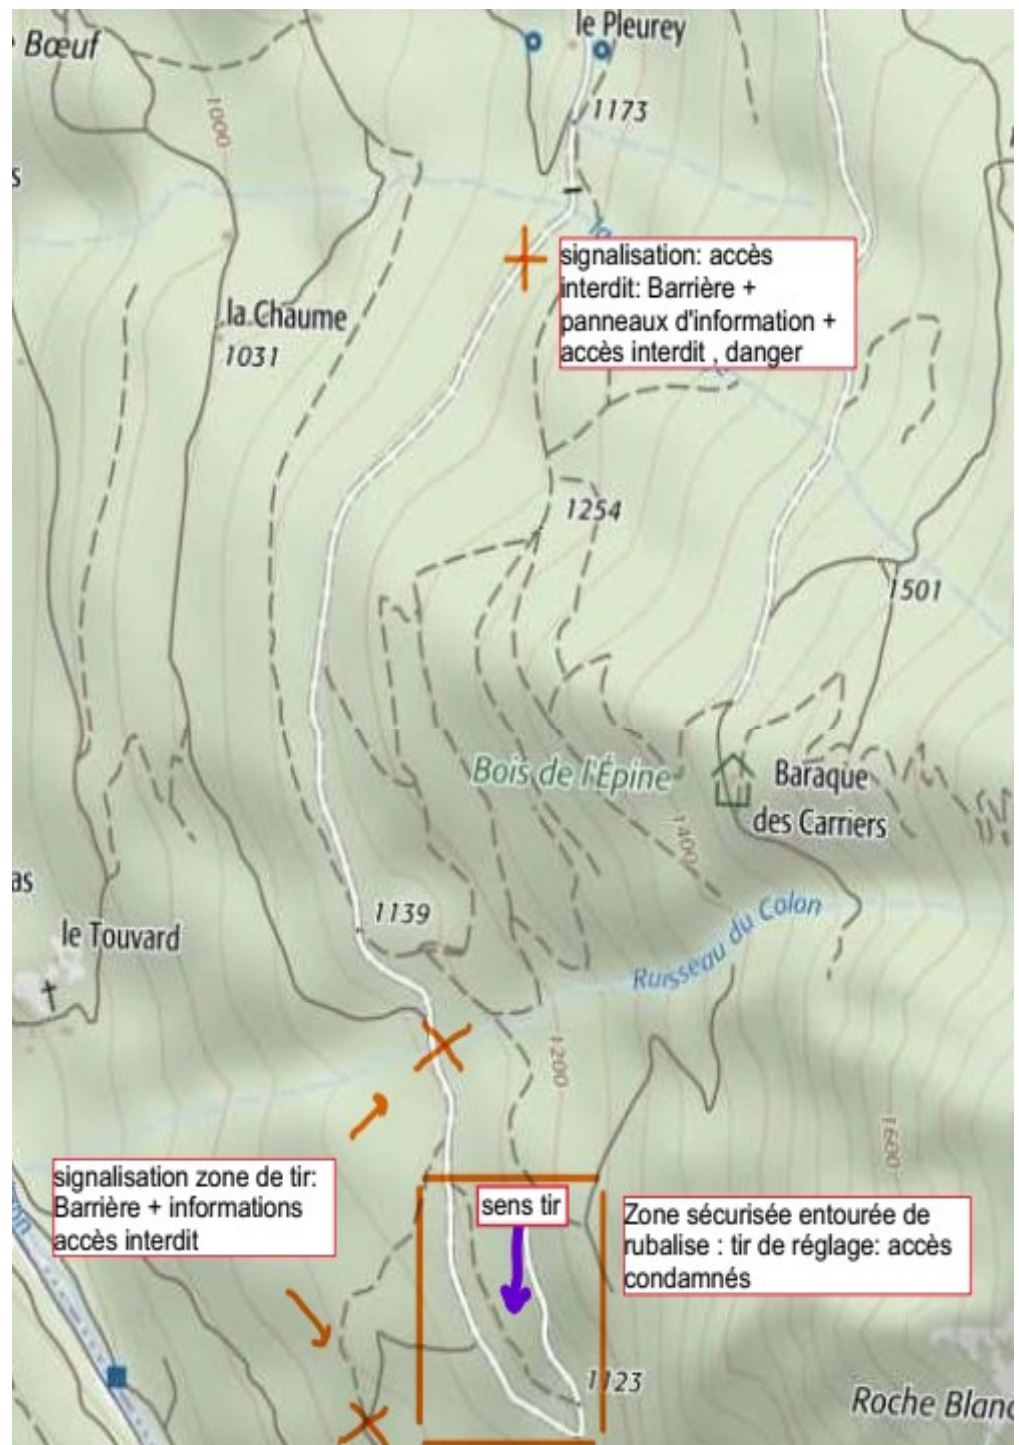 le Pleurey
Bœuf
1173
1000
signalisation: accès
interdit: Barrière +
panneaux d'information +
accès interdit , danger
la Chaume
1031
1254
1501
Bois de l'Épine
Baraque
des Carriers
1400
1139
le Touvard
Ruisseau du Colon
1200
1600
signalisation zone de tir:
Barrière + informations
accès interdit
sens tir
Zone sécurisée entourée de
rubalise : tir de réglage: accès
condamnés
1123